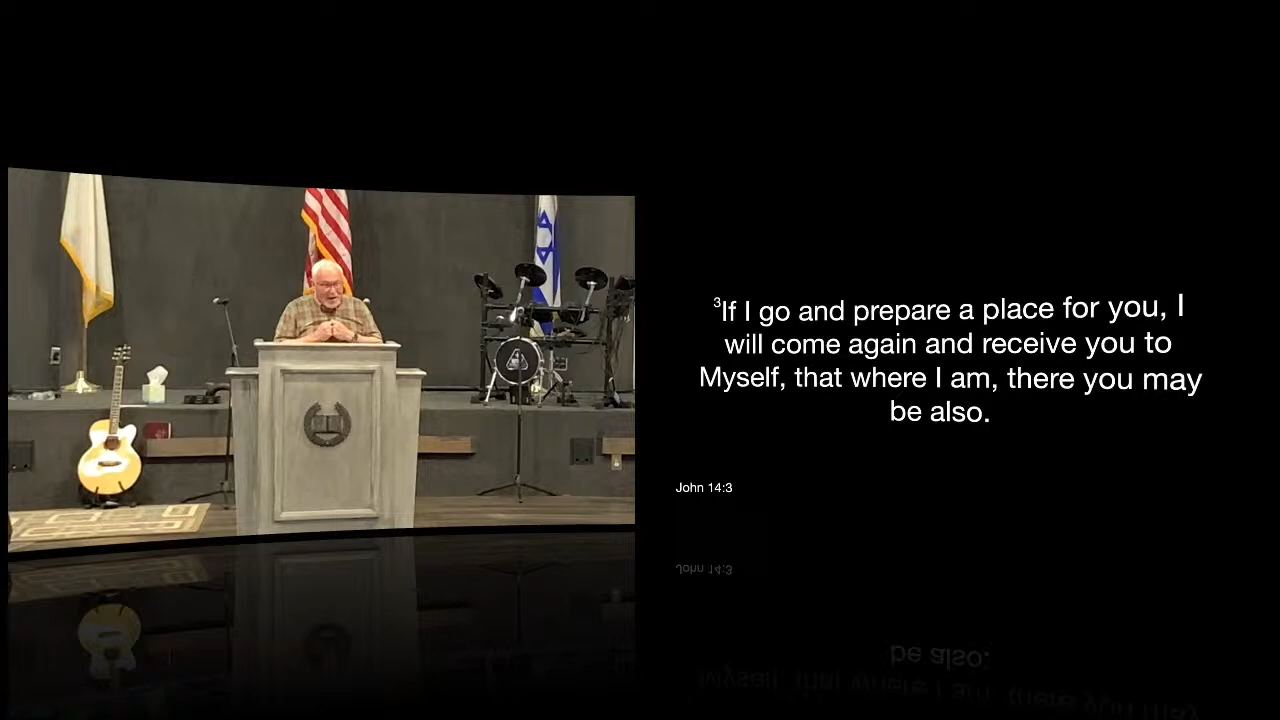 ³If I go and prepare a place for you, I
will come again and receive you to
Myself, that where I am, there you may
be also.
John 14:3